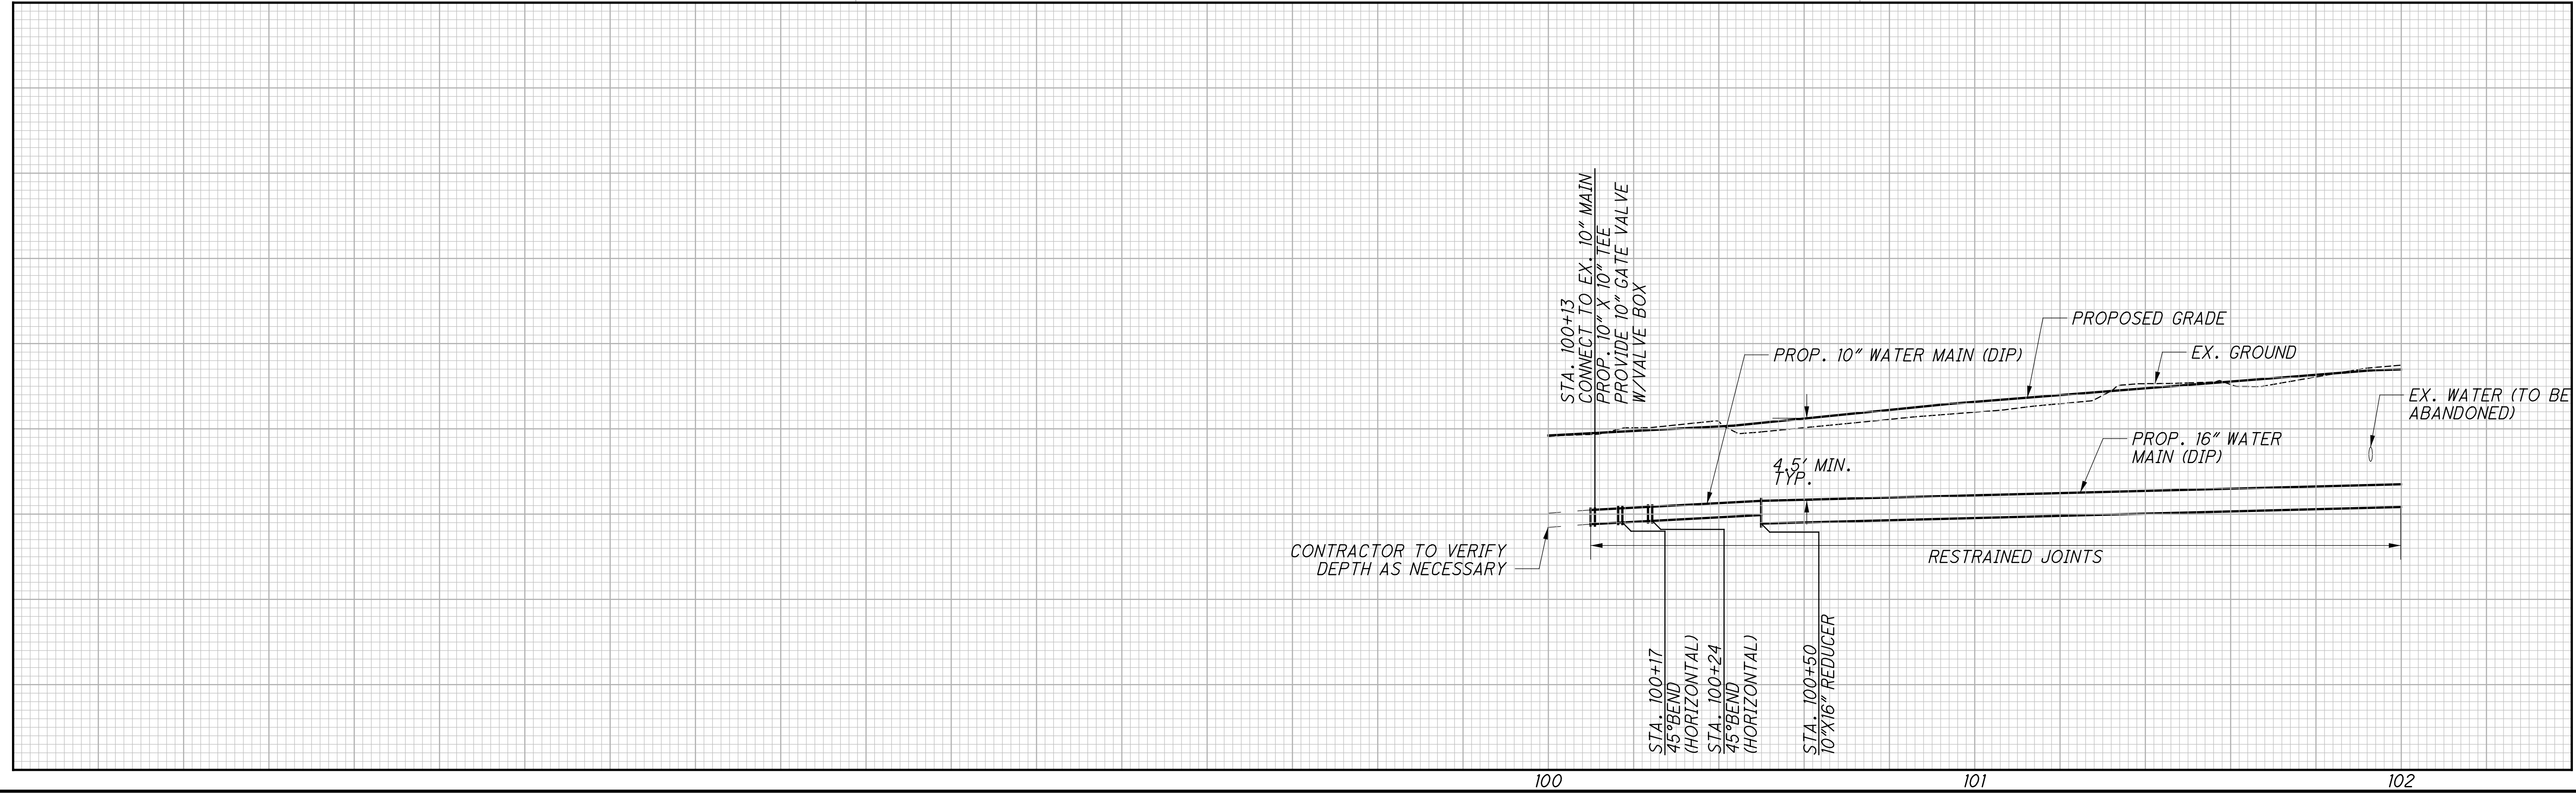 STA. 100+13
CONNECT TO EX. 10" MAIN
PROP. 10" X 10" TEE
PROVIDE 10" GATE VALVE
W/VALVE BOX
PROPOSED GRADE
PROP. 10" WATER MAIN (DIP)
EX. GROUND
EX. WATER (TO BE
ABANDONED)
PROP. 16" WATER
MAIN (DIP)
4.5' MIN.
TYP.
CONTRACTOR TO VERIFY
DEPTH AS NECESSARY
RESTRAINED JOINTS
STA. 100+17
45°BEND
(HORIZONTAL)
STA. 100+24
45°BEND
(HORIZONTAL)
STA. 100+50
10"X16" REDUCER
100
101
102